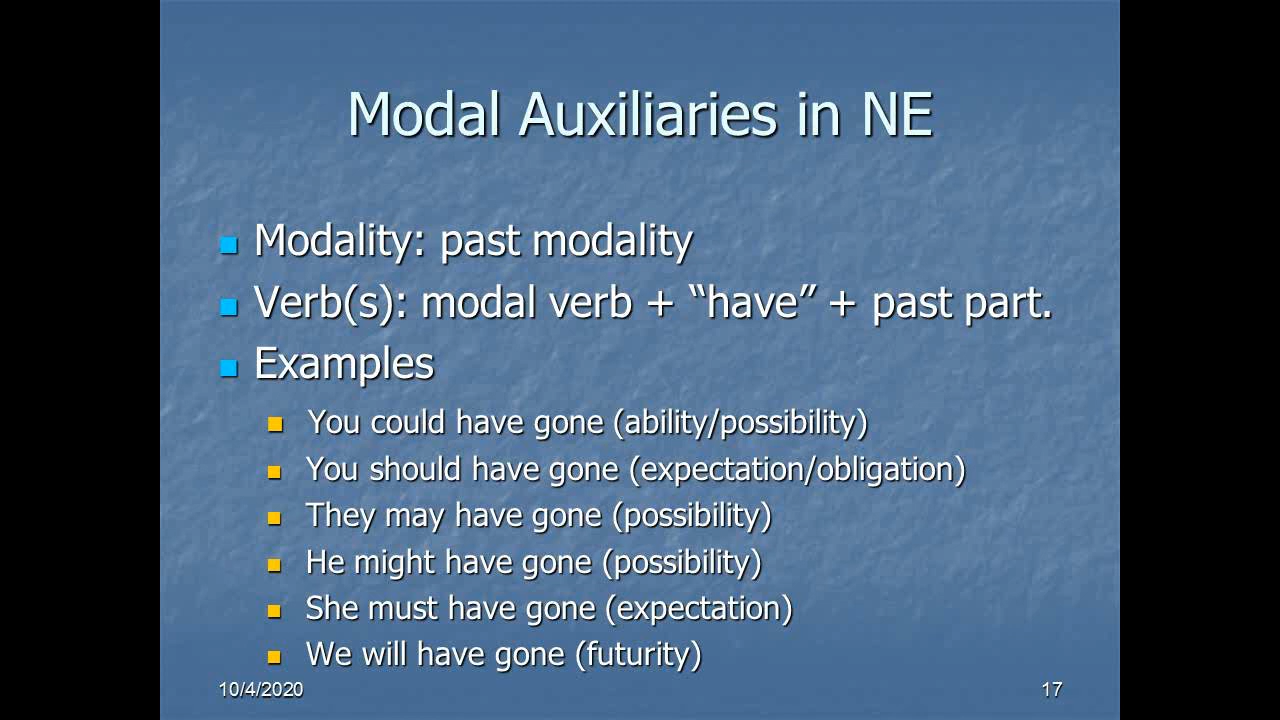 Modal Auxiliaries in NE
Modality: past modality
Verb(s): modal verb + “have” + past part.
Examples
You could have gone (ability/possibility)
You should have gone (expectation/obligation)
They may have gone (possibility)
He might have gone (possibility)
She must have gone (expectation)
We will have gone (futurity)
10/4/2020
17